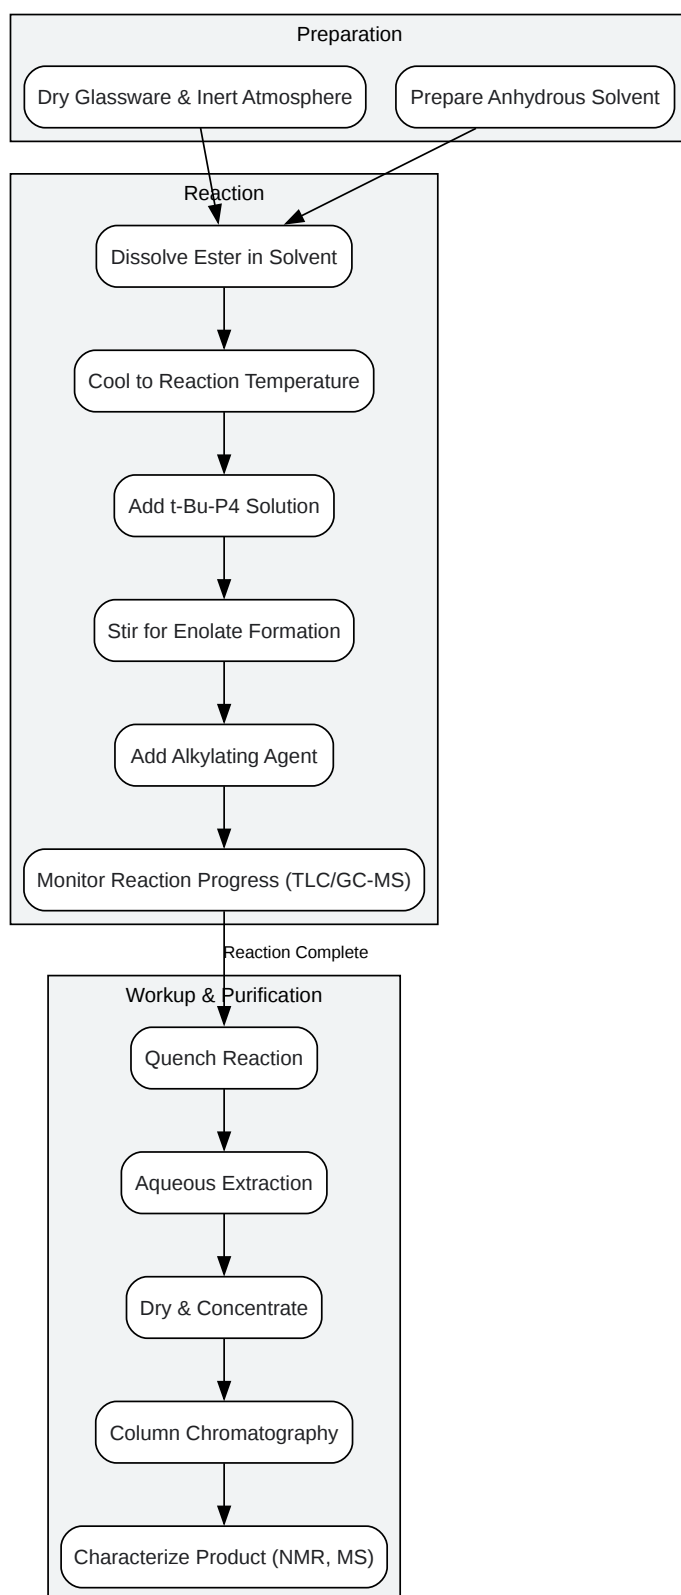 Preparation
Dry Glassware & Inert Atmosphere
Prepare Anhydrous Solvent
Reaction
Dissolve Ester in Solvent
Cool to Reaction Temperature
Add t-Bu-P4 Solution
Stir for Enolate Formation
Add Alkylating Agent
Monitor Reaction Progress (TLC/GC-MS)
Reaction Complete
Workup & Purification
Quench Reaction
Aqueous Extraction
Dry & Concentrate
Column Chromatography
Characterize Product (NMR, MS)